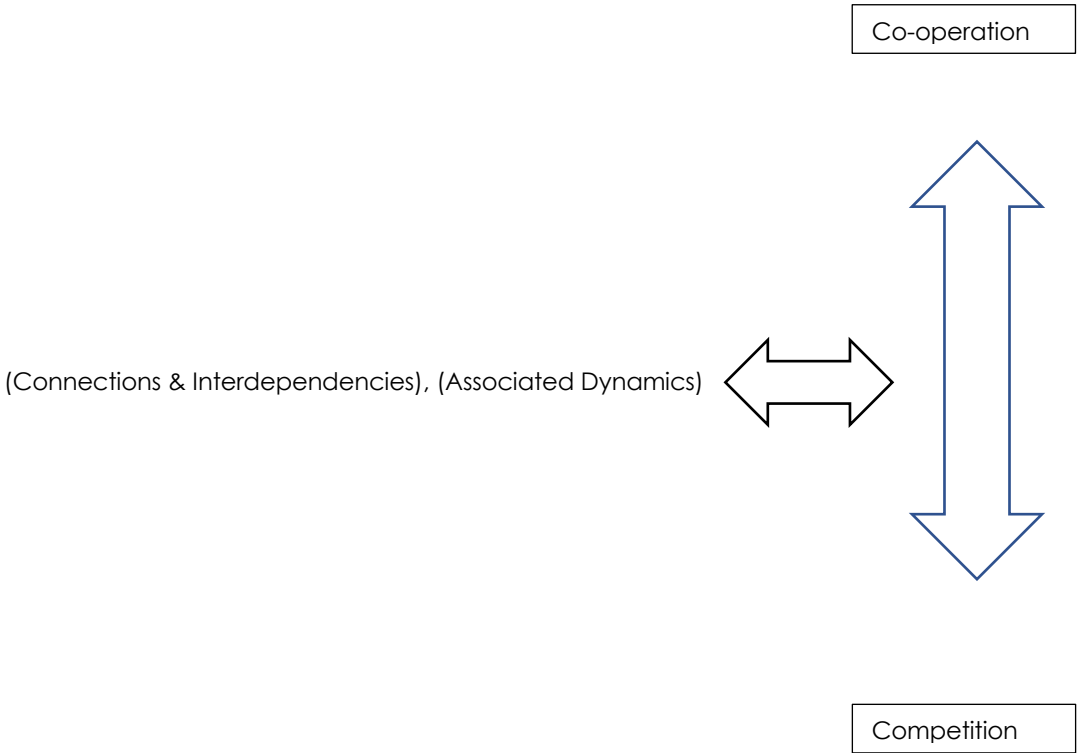 Co-operation
(Connections & Interdependencies), (Associated Dynamics)
Competition